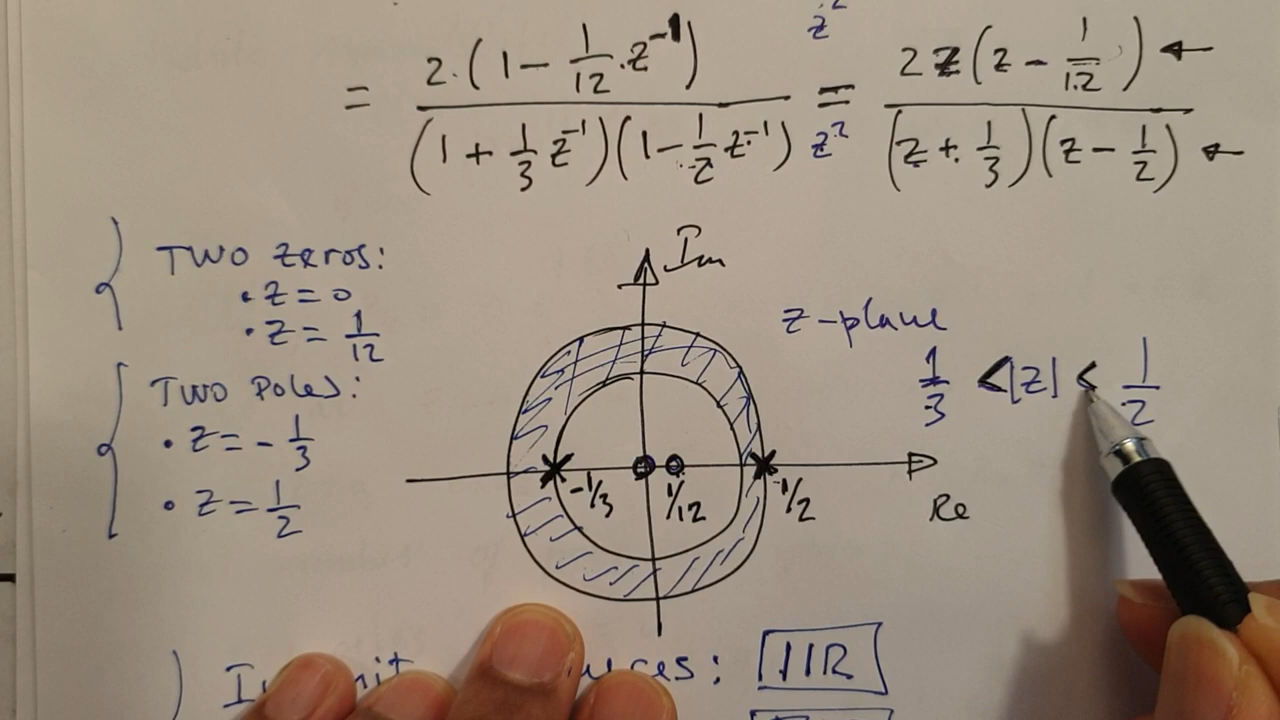 = 2·(1 - 1/12·z⁻¹) / (1 + 1/3 z⁻¹)(1 - 1/2 z⁻¹) z²/z² = 2z(z - 1/12) / (z + 1/3)(z - 1/2)
TWO Zeros:
• z = 0
• z = 1/12
TWO Poles:
• z = - 1/3
• z = 1/2
Im
z-plane
1/3 < |z| < 1/2
-1/3
1/12
1/2
Re
: IIR